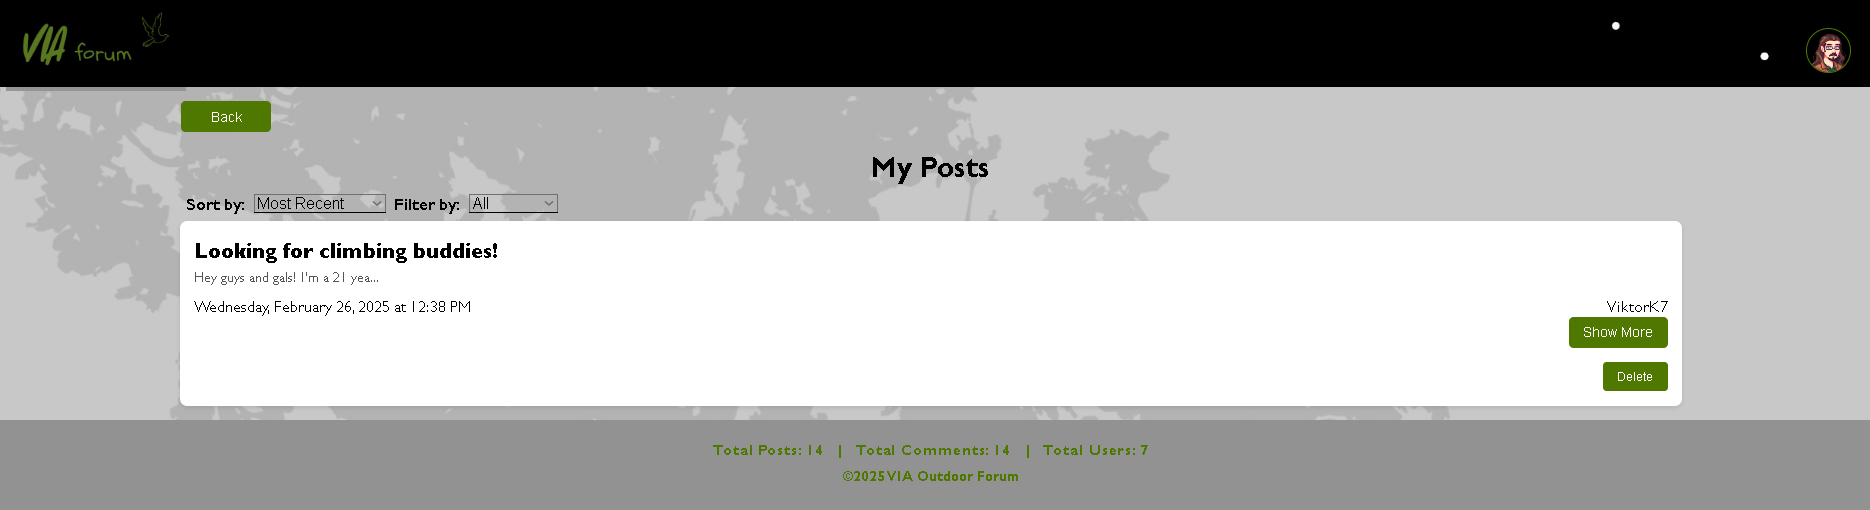 VIA forum
Back
My Posts
Sort by: Most Recent Filter by: All
Looking for climbing buddies!
Hey guys and gals! I'm a 21 yea...
Wednesday, February 26, 2025 at 12:38 PM
ViktorK7
Show More
Delete
Total Posts: 14 | Total Comments: 14 | Total Users: 7
©2025 VIA Outdoor Forum